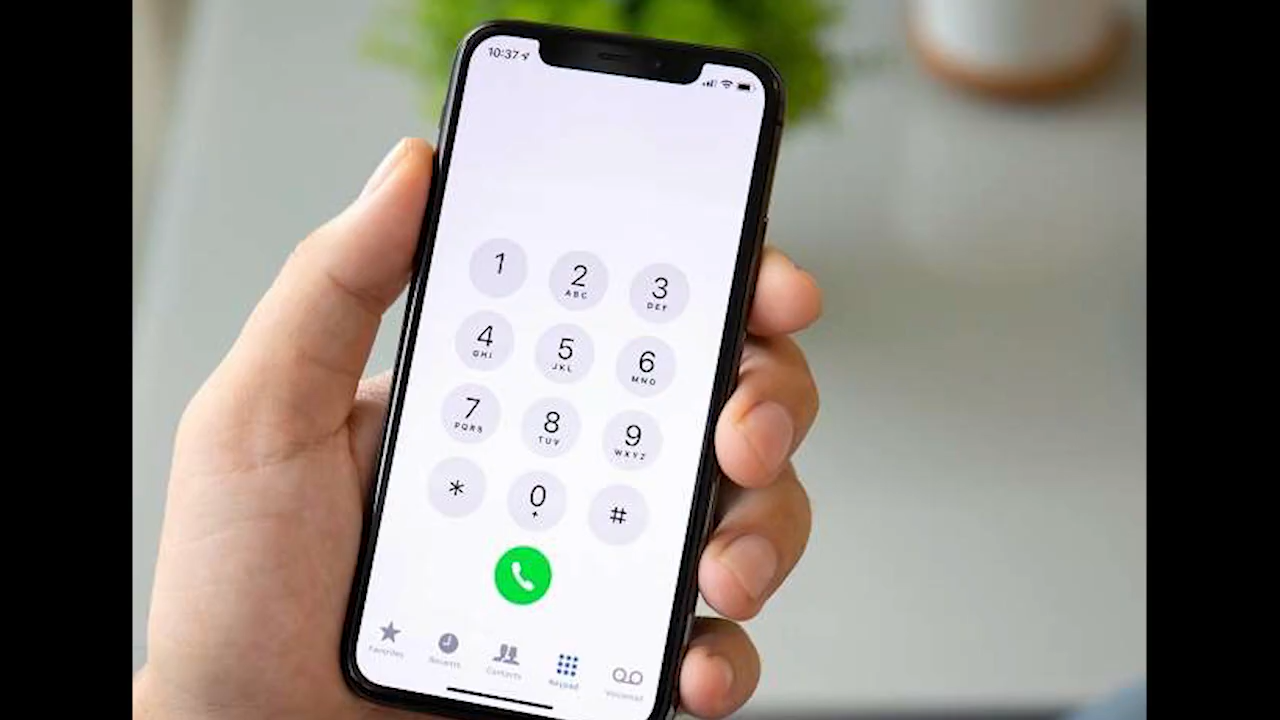 10:37
1 2 3
ABC DEF
4 5 6
GHI JKL MNO
7 8 9
PQRS TUV WXYZ
* 0 #
+
Favorites Recents Contacts Keypad Voicemail